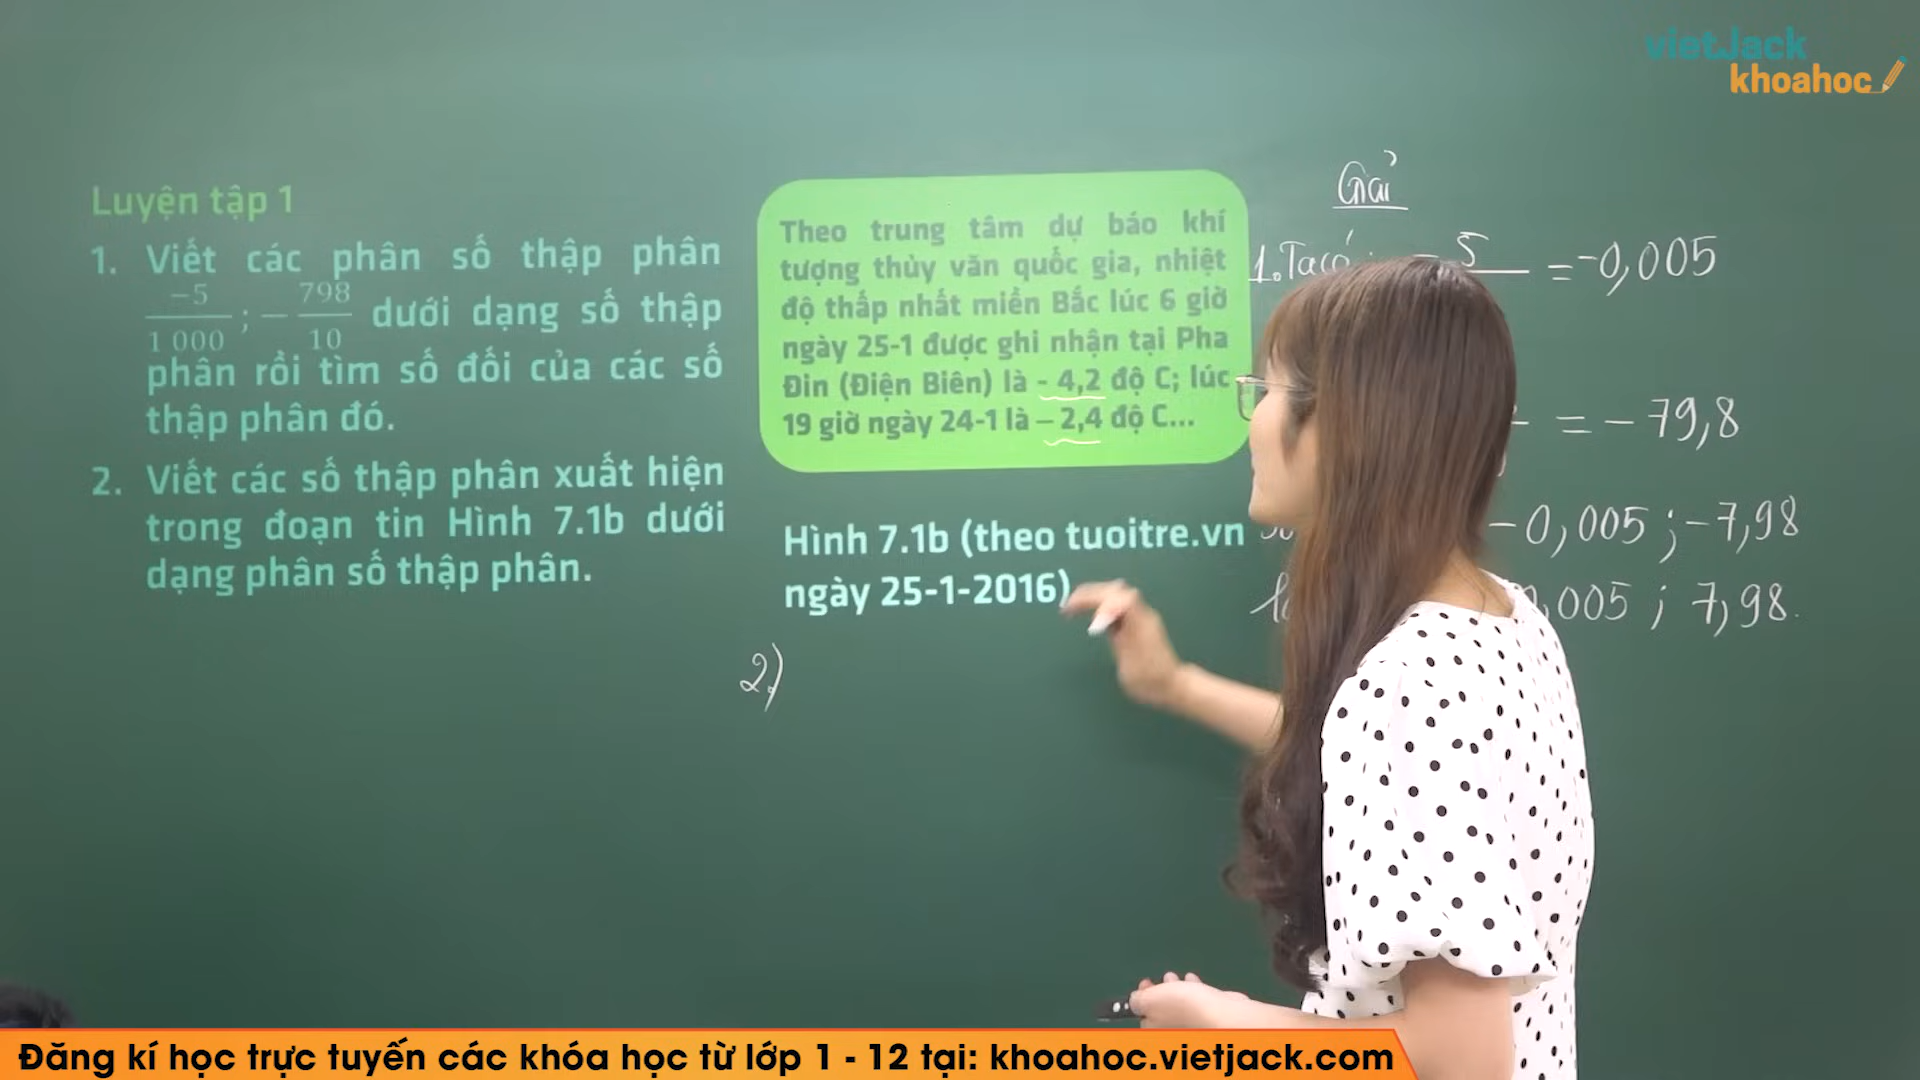 vietJack
khoahoc
Luyện tập 1
1. Viết các phân số thập phân
-5/1 000 ; - 798/10 dưới dạng số thập
phân rồi tìm số đối của các số
thập phân đó.
2. Viết các số thập phân xuất hiện
trong đoạn tin Hình 7.1b dưới
dạng phân số thập phân.
Theo trung tâm dự báo khí
tượng thủy văn quốc gia, nhiệt
độ thấp nhất miền Bắc lúc 6 giờ
ngày 25-1 được ghi nhận tại Pha
Đin (Điện Biên) là - 4,2 độ C; lúc
19 giờ ngày 24-1 là – 2,4 độ C...
Hình 7.1b (theo tuoitre.vn
ngày 25-1-2016)
2)
Giải
1. Ta có: -5 = -0,005
= - 79,8
-0,005 ; -7,98
0,005 ; 7,98.
Đăng kí học trực tuyến các khóa học từ lớp 1 - 12 tại: khoahoc.vietjack.com